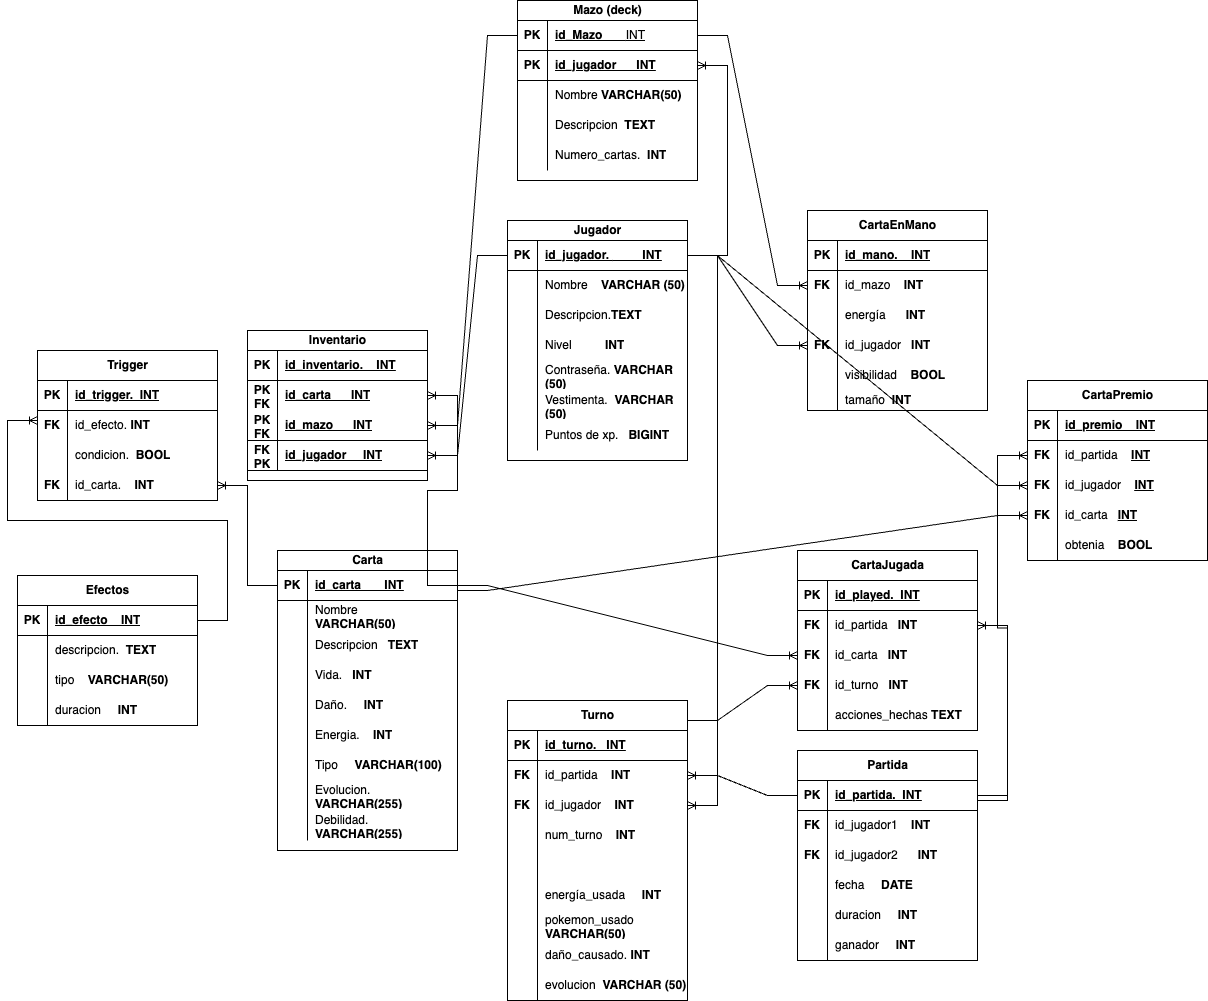 Mazo (deck)
PK id_Mazo INT
PK id_jugador INT
Nombre VARCHAR(50)
Descripcion TEXT
Numero_cartas. INT
Jugador
PK id_jugador. INT
Nombre VARCHAR (50)
Descripcion.TEXT
Nivel INT
Contraseña. VARCHAR
(50)
Vestimenta. VARCHAR
(50)
Puntos de xp. BIGINT
CartaEnMano
PK id_mano. INT
FK id_mazo INT
energía INT
FK id_jugador INT
visibilidad BOOL
tamaño INT
Inventario
PK id_inventario. INT
PK
FK id_carta INT
PK
FK id_mazo INT
FK
PK id_jugador INT
Trigger
PK id_trigger. INT
FK id_efecto. INT
condicion. BOOL
FK id_carta. INT
CartaPremio
PK id_premio INT
FK id_partida INT
FK id_jugador INT
FK id_carta INT
obtenia BOOL
Efectos
PK id_efecto INT
descripcion. TEXT
tipo VARCHAR(50)
duracion INT
Carta
PK id_carta INT
Nombre
VARCHAR(50)
Descripcion TEXT
Vida. INT
Daño. INT
Energia. INT
Tipo VARCHAR(100)
Evolucion.
VARCHAR(255)
Debilidad.
VARCHAR(255)
CartaJugada
PK id_played. INT
FK id_partida INT
FK id_carta INT
FK id_turno INT
acciones_hechas TEXT
Turno
PK id_turno. INT
FK id_partida INT
FK id_jugador INT
num_turno INT
energía_usada INT
pokemon_usado
VARCHAR(50)
daño_causado. INT
evolucion VARCHAR (50)
Partida
PK id_partida. INT
FK id_jugador1 INT
FK id_jugador2 INT
fecha DATE
duracion INT
ganador INT